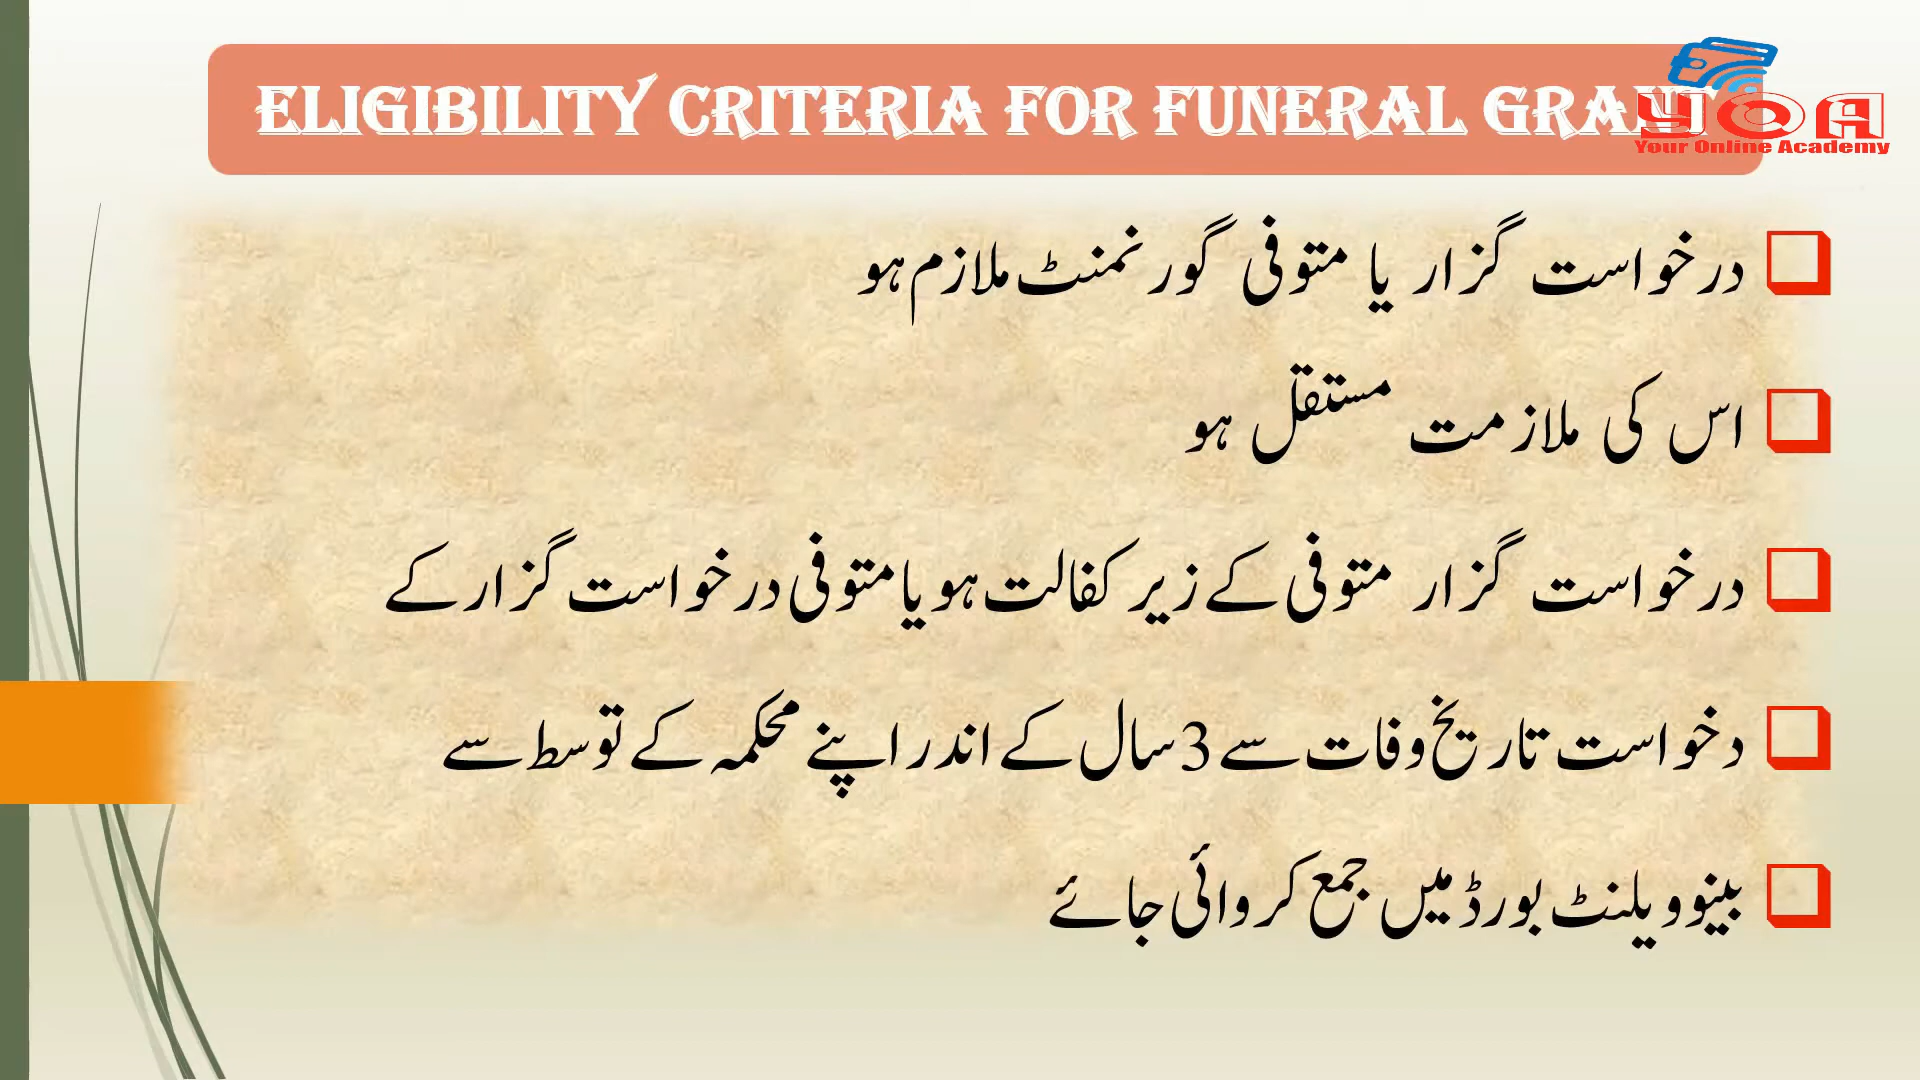 ELIGIBILITY CRITERIA FOR FUNERAL GRANT
YOA
Your Online Academy
درخواست گزار یا متوفی گورنمنٹ ملازم ہو
اس کی ملازمت مستقل ہو
درخواست گزار متوفی کے زیر کفالت ہو یا متوفی درخواست گزار کے
دخواست تاریخ وفات سے 3 سال کے اندر اپنے محکمہ کے توسط سے
بینوویلنٹ بورڈ میں جمع کروائی جائے